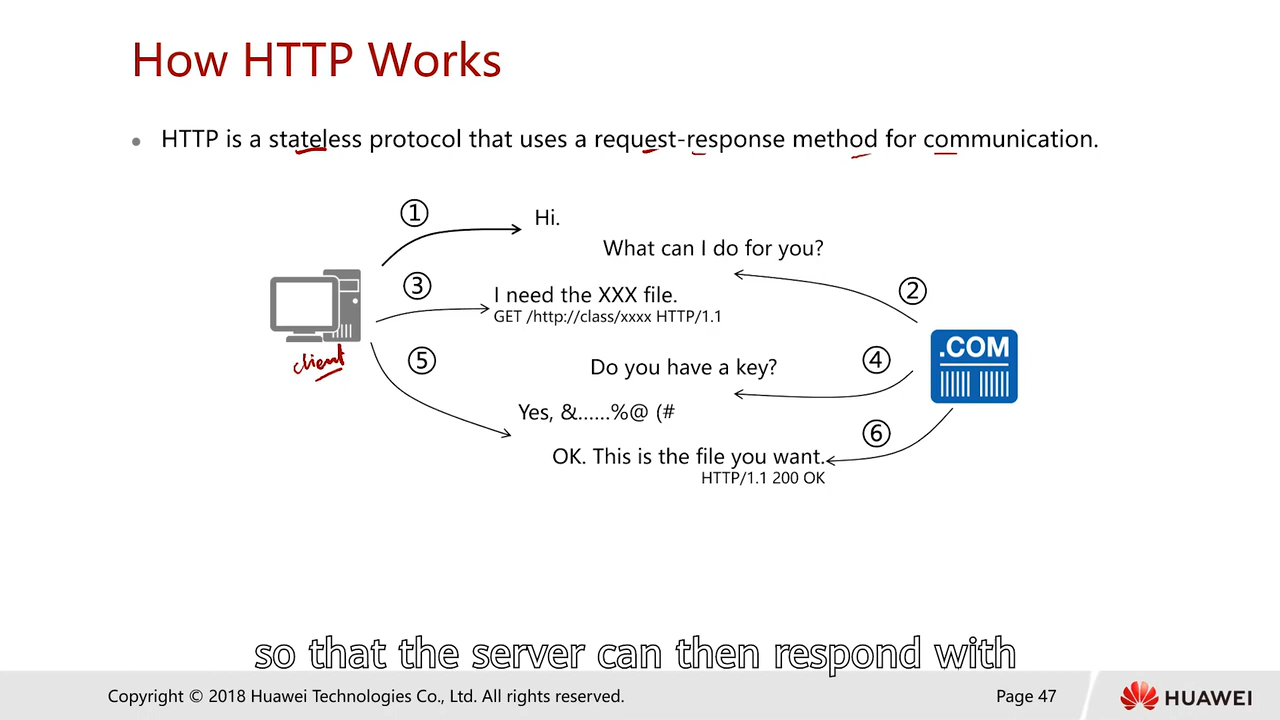 How HTTP Works
• HTTP is a stateless protocol that uses a request-response method for communication.
① Hi.
What can I do for you?
②
③ I need the XXX file.
GET /http://class/xxxx HTTP/1.1
.COM
client
⑤
Do you have a key? ④
Yes, &......%@ (#
⑥
OK. This is the file you want.
HTTP/1.1 200 OK
so that the server can then respond with
Copyright © 2018 Huawei Technologies Co., Ltd. All rights reserved. Page 47 HUAWEI